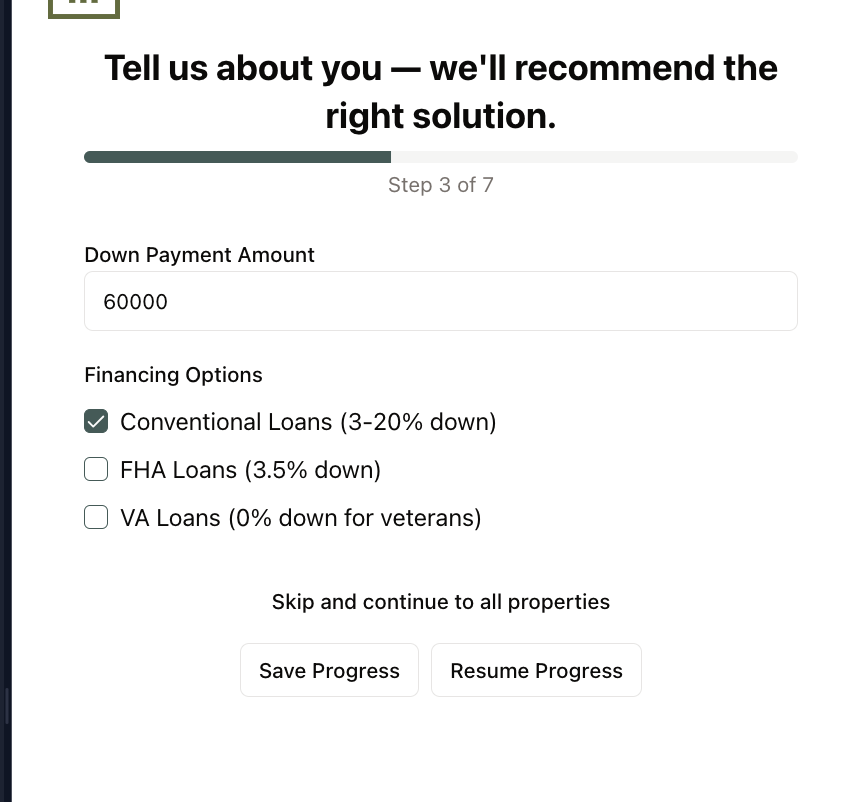 Tell us about you — we'll recommend the
right solution.
Step 3 of 7
Down Payment Amount
60000
Financing Options
Conventional Loans (3-20% down)
FHA Loans (3.5% down)
VA Loans (0% down for veterans)
Skip and continue to all properties
Save Progress
Resume Progress